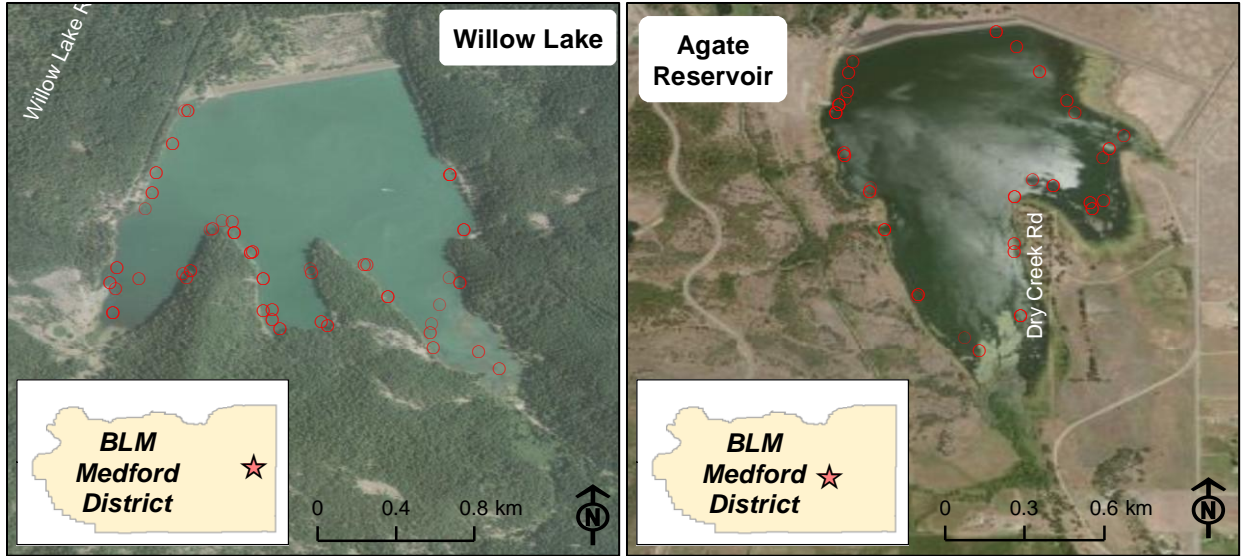 Willow Lake R
Willow Lake
BLM
Medford
District
0 0.4 0.8 km
N
Agate
Reservoir
Dry Creek Rd
BLM
Medford
District
0 0.3 0.6 km
N